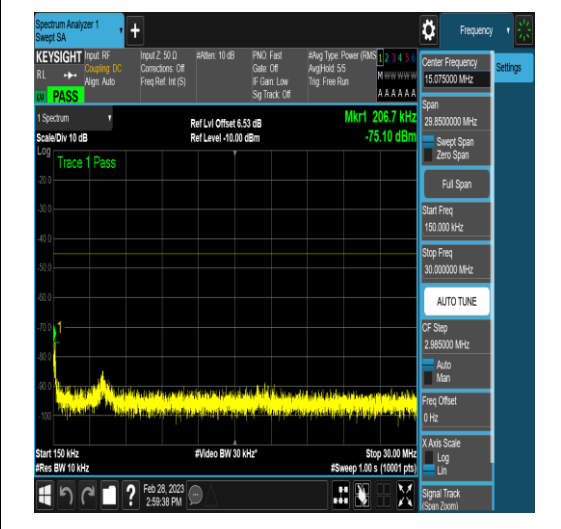 Spectrum Analyzer 1
Swept SA
+
Frequency
KEYSIGHT
RL
PASS
Input: RF
Coupling: DC
Align: Auto
Input Z: 50 Ω
Corrections: Off
Freq Ref: Int (S)
#Atten: 10 dB
PNO: Fast
Gate: Off
IF Gain: Low
Sig Track: Off
#Avg Type: Power (RMS
Avg|Hold: 5/5
Trig: Free Run
1 2 3 4 5 6
M W W W W W
A A A A A A
1 Spectrum
Scale/Div 10 dB
Ref Lvl Offset 6.53 dB
Ref Level -10.00 dBm
Mkr1 206.7 kHz
-75.10 dBm
Log
Trace 1 Pass
-20.0
-30.0
-40.0
-50.0
-60.0
-70.0
1
-80.0
-90.0
-100
Start 150 kHz
#Res BW 10 kHz
#Video BW 30 kHz*
Stop 30.00 MHz
#Sweep 1.00 s (10001 pts)
?
Feb 28, 2023
2:59:38 PM
Center Frequency
15.075000 MHz
Settings
Span
29.8500000 MHz
Swept Span
Zero Span
Full Span
Start Freq
150.000 kHz
Stop Freq
30.000000 MHz
AUTO TUNE
CF Step
2.985000 MHz
Auto
Man
Freq Offset
0 Hz
X Axis Scale
Log
Lin
Signal Track
(Span Zoom)